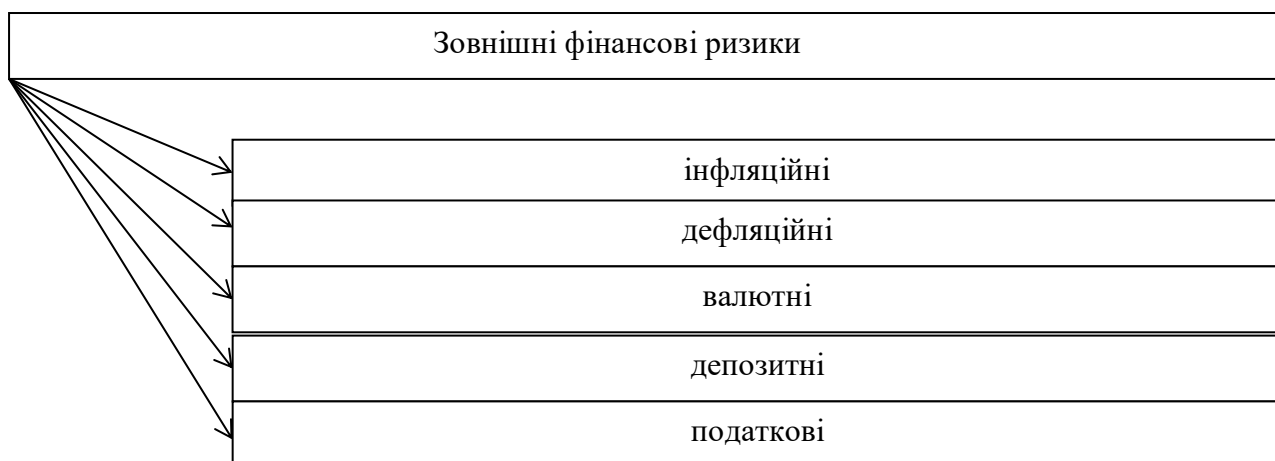 Зовнішні фінансові ризики
інфляційні
дефляційні
валютні
депозитні
податкові